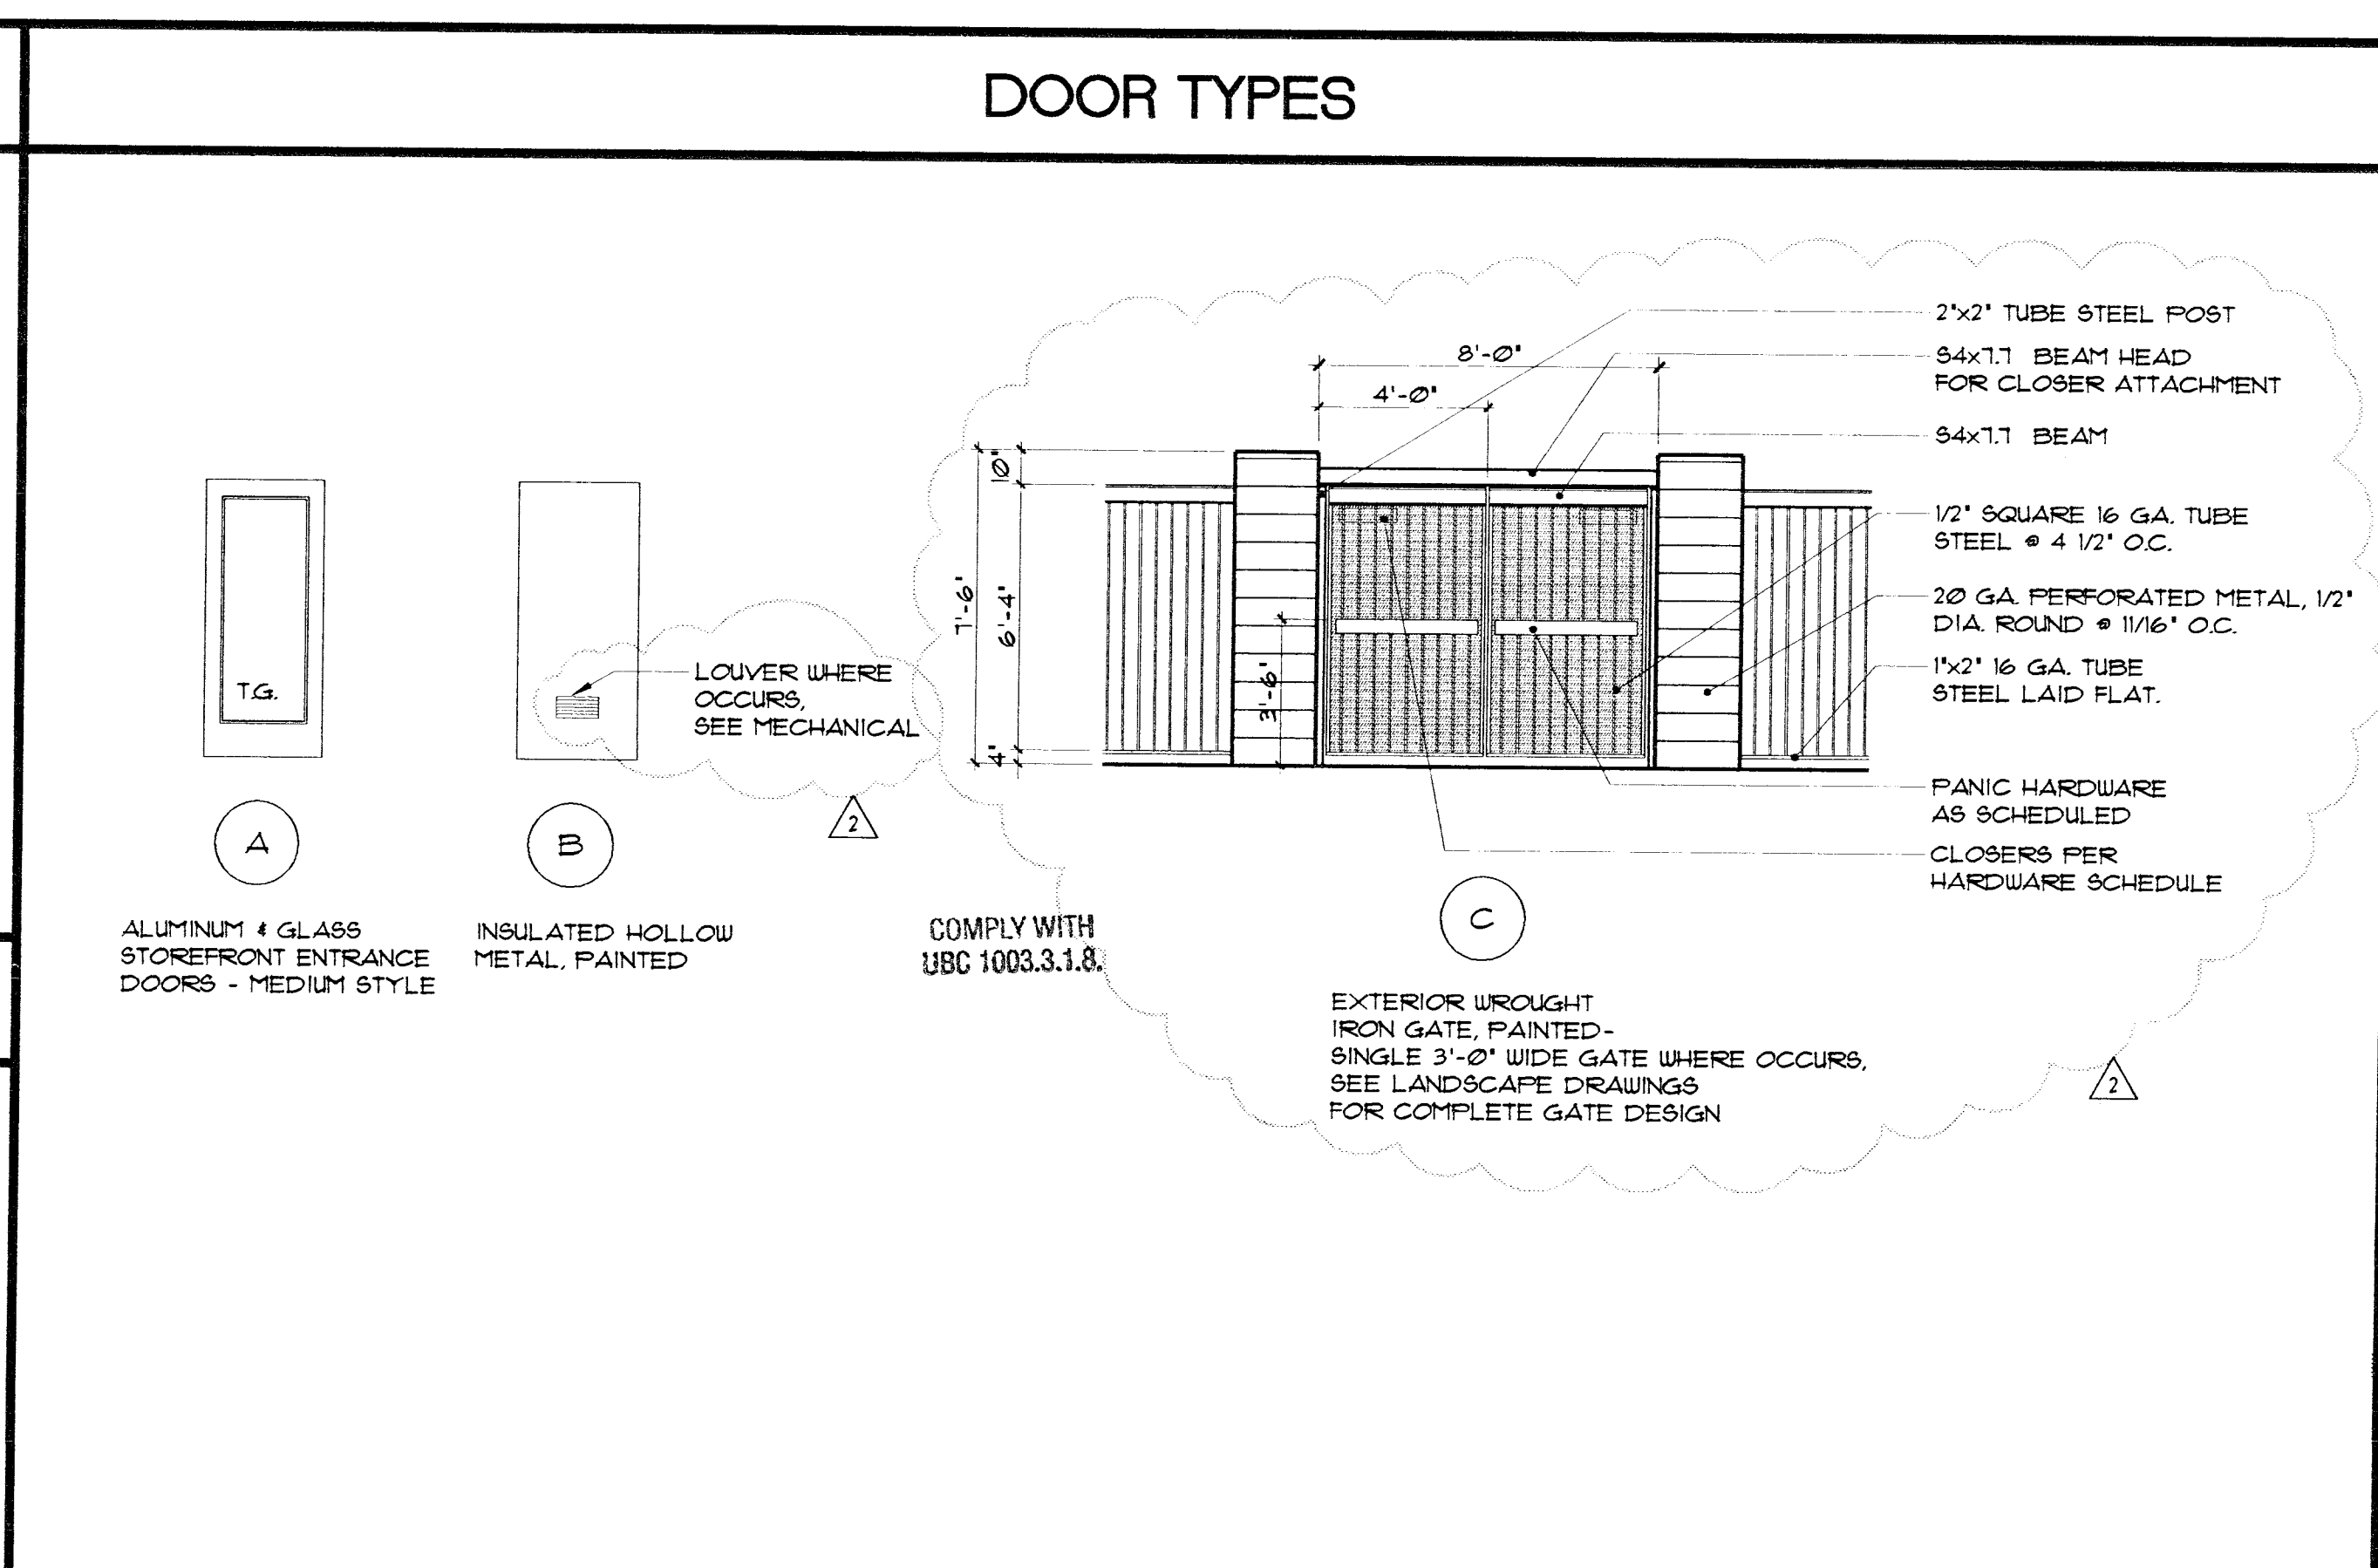 DOOR TYPES
T.G.
A
ALUMINUM & GLASS
STOREFRONT ENTRANCE
DOORS - MEDIUM STYLE
LOUVER WHERE
OCCURS,
SEE MECHANICAL
B
INSULATED HOLLOW
METAL, PAINTED
2
COMPLY WITH
UBC 1003.3.1.8.
8'-0"
4'-0"
10"
7'-6"
6'-4"
3'-6"
4"
2"x2" TUBE STEEL POST
S4x7.7 BEAM HEAD
FOR CLOSER ATTACHMENT
S4x7.7 BEAM
1/2" SQUARE 16 GA. TUBE
STEEL @ 4 1/2" O.C.
20 GA. PERFORATED METAL, 1/2"
DIA. ROUND @ 11/16" O.C.
1"x2" 16 GA. TUBE
STEEL LAID FLAT.
PANIC HARDWARE
AS SCHEDULED
CLOSERS PER
HARDWARE SCHEDULE
C
EXTERIOR WROUGHT
IRON GATE, PAINTED-
SINGLE 3'-0" WIDE GATE WHERE OCCURS,
SEE LANDSCAPE DRAWINGS
FOR COMPLETE GATE DESIGN
2